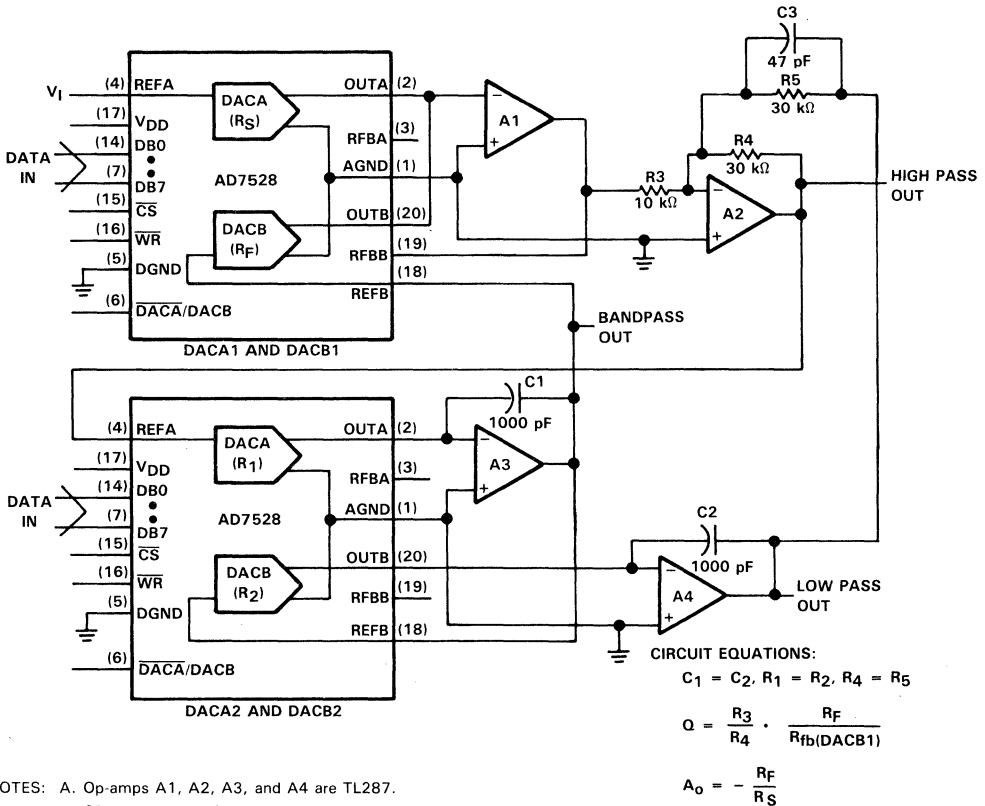 C3
47 pF
R5
30 kΩ
R4
30 kΩ
R3
10 kΩ
HIGH PASS
OUT
V_I
(4) REFA
DACA
(R_S)
OUTA (2)
A1
A2
(17) V_DD
(14) DB0
(7) DB7
DATA
IN
RFBA (3)
AGND (1)
AD7528
(15) C̅S̅
(16) W̅R̅
OUTB (20)
DACB
(R_F)
RFBB (19)
(5) DGND
REFB (18)
(6) D̅A̅C̅A̅/DACB
BANDPASS
OUT
DACA1 AND DACB1
C1
1000 pF
(4) REFA
DACA
(R_1)
OUTA (2)
A3
(17) V_DD
(14) DB0
(7) DB7
DATA
IN
RFBA (3)
AGND (1)
AD7528
C2
1000 pF
(15) C̅S̅
(16) W̅R̅
OUTB (20)
DACB
(R_2)
RFBB (19)
A4
LOW PASS
OUT
(5) DGND
REFB (18)
(6) D̅A̅C̅A̅/DACB
DACA2 AND DACB2
CIRCUIT EQUATIONS:
C_1 = C_2, R_1 = R_2, R_4 = R_5
Q = R_3/R_4 · R_F/R_fb(DACB1)
A_o = - R_F/R_S
OTES: A. Op-amps A1, A2, A3, and A4 are TL287.